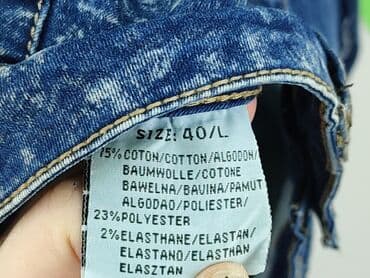 SIZE: 40/L
75% COTON/COTTON/ALGODON/
BAUMWOLLE/COTONE
BAWELNA/BAVLNA/PAMUT
ALGODAO/POLIESTER/
23% POLYESTER
2% ELASTHANE/ELASTAN/
ELASTANO/ELASTHAN
ELASZTAN